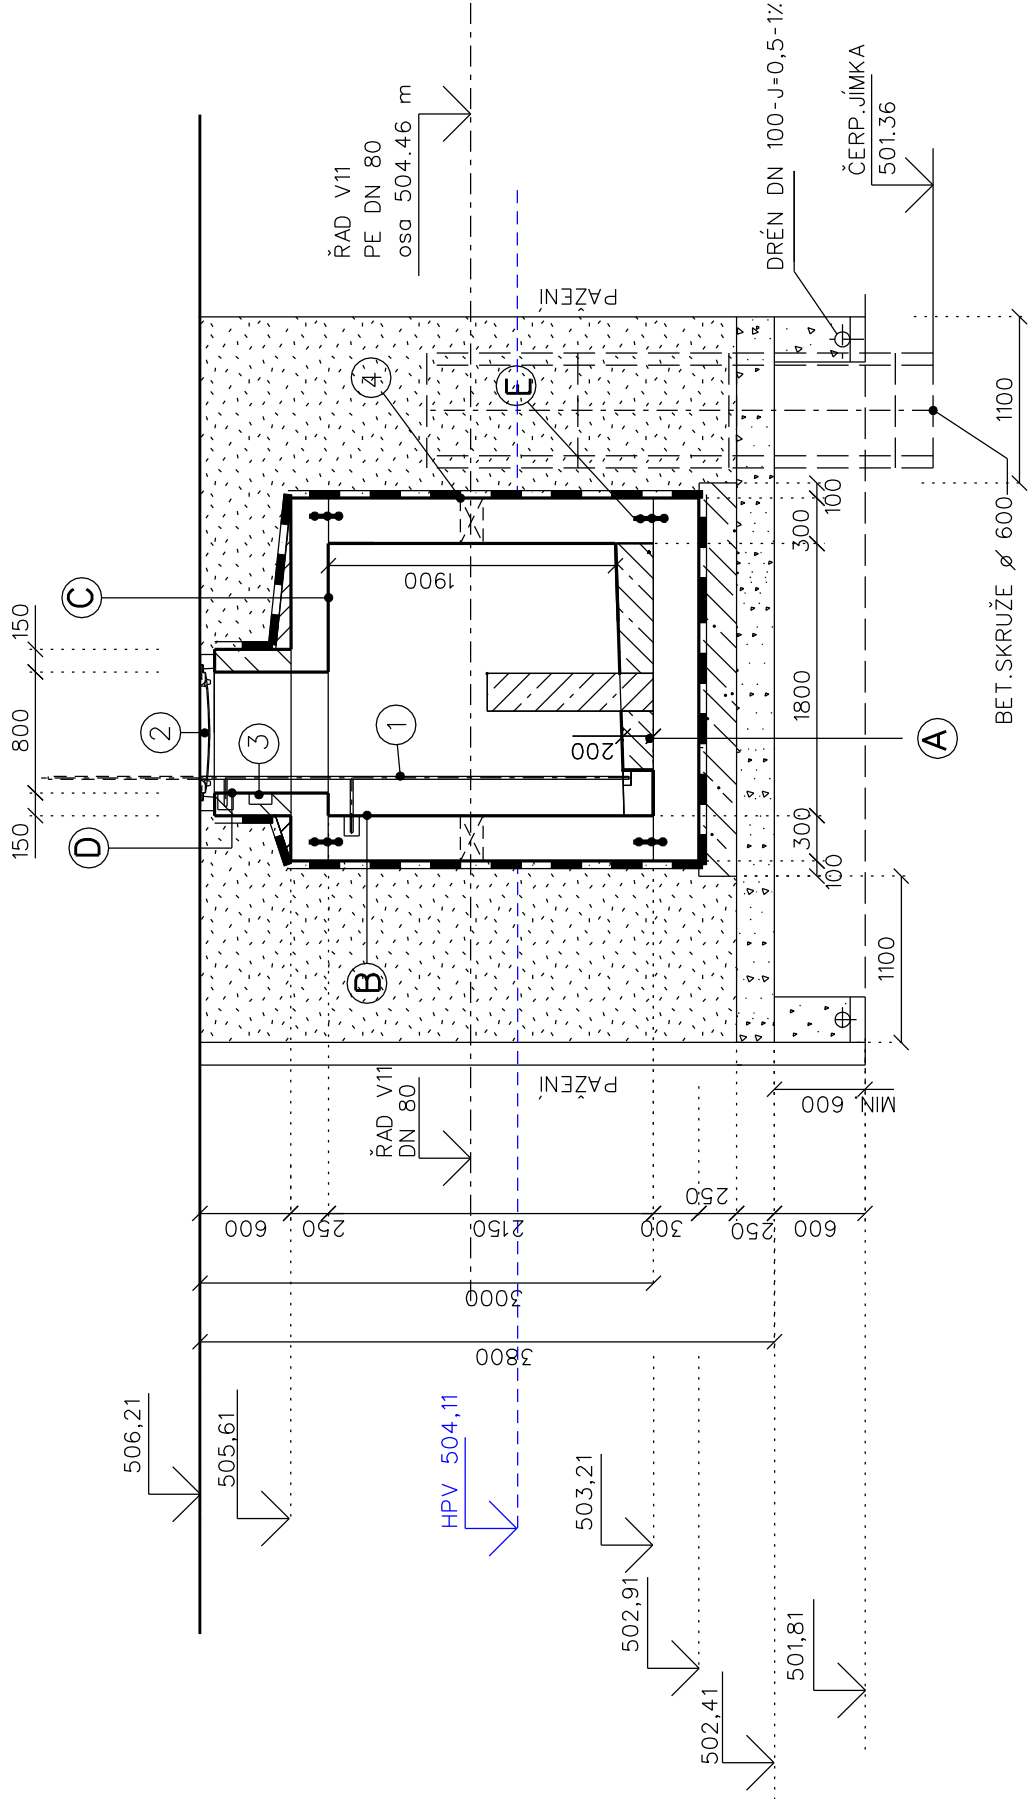 ŘAD V11
PE DN 80
osa 504.46 m
DRÉN DN 100-J=0,5-1%
ČERP.JÍMKA
501.36
PAŽENÍ
4
E
1100
BET.SKRUŽE ø 600
C
1900
150
800
150
2
3
1
D
B
200
A
100
300
1800
300
100
1100
PAŽENÍ
MIN 600
ŘAD V11
DN 80
600
250
2150
300
250
250
600
3000
3800
506,21
505,61
HPV 504,11
503,21
502,91
502,41
501,81